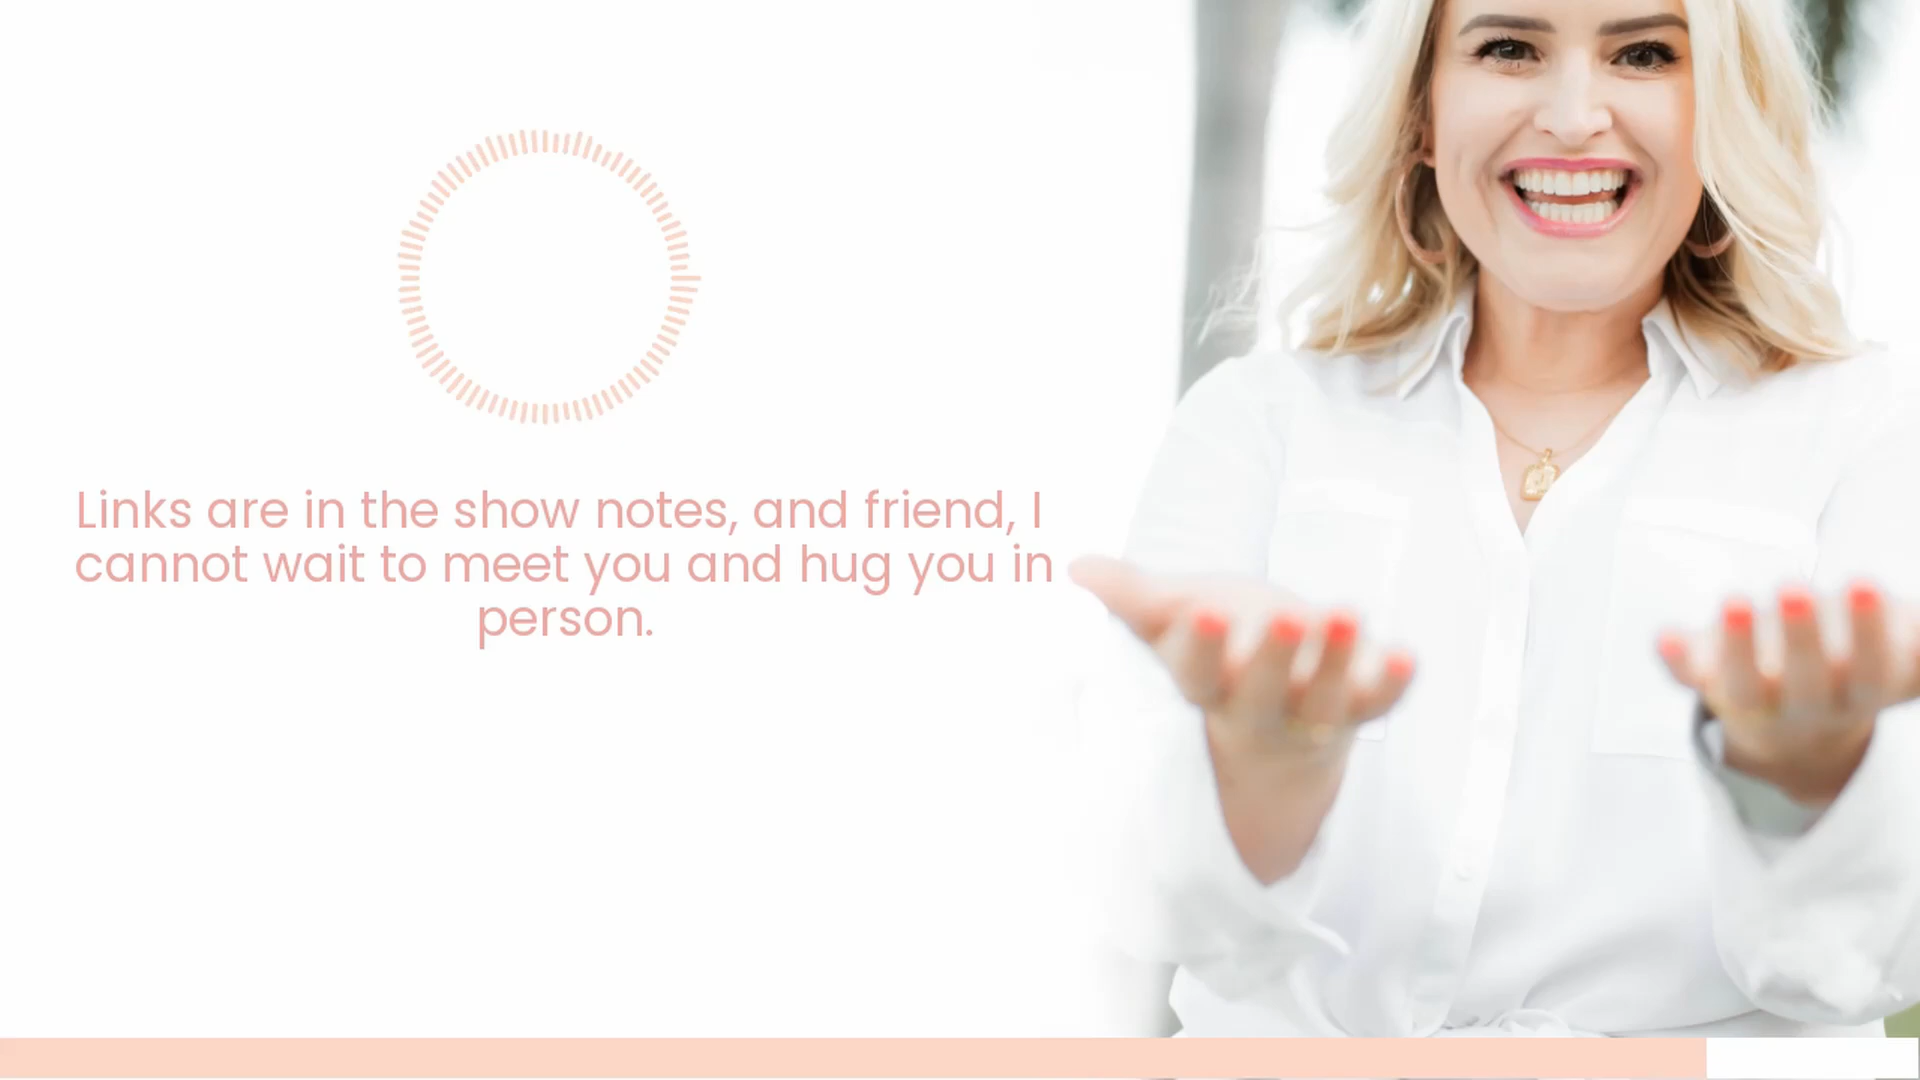 Links are in the show notes, and friend, I
cannot wait to meet you and hug you in
person.